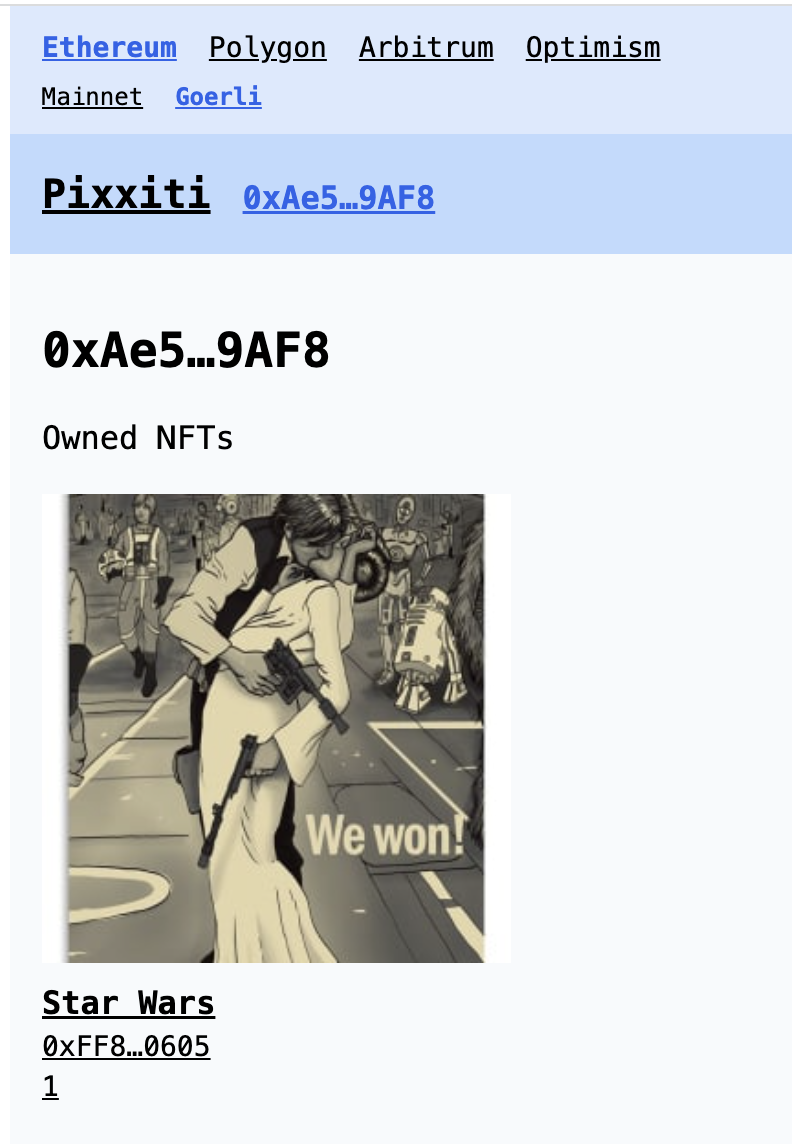 Ethereum Polygon Arbitrum Optimism
Mainnet Goerli
Pixxiti 0xAe5…9AF8
0xAe5…9AF8
Owned NFTs
We won!
Star Wars
0xFF8…0605
1